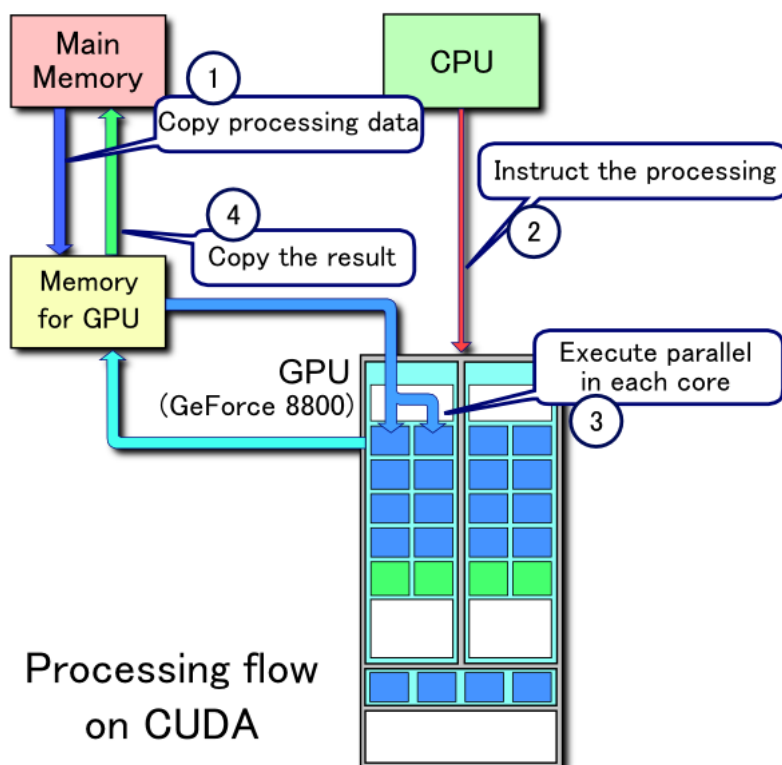 Main
Memory
CPU
1
Copy processing data
Instruct the processing
2
4
Copy the result
Memory
for GPU
GPU
(GeForce 8800)
Execute parallel
in each core
3
Processing flow
on CUDA